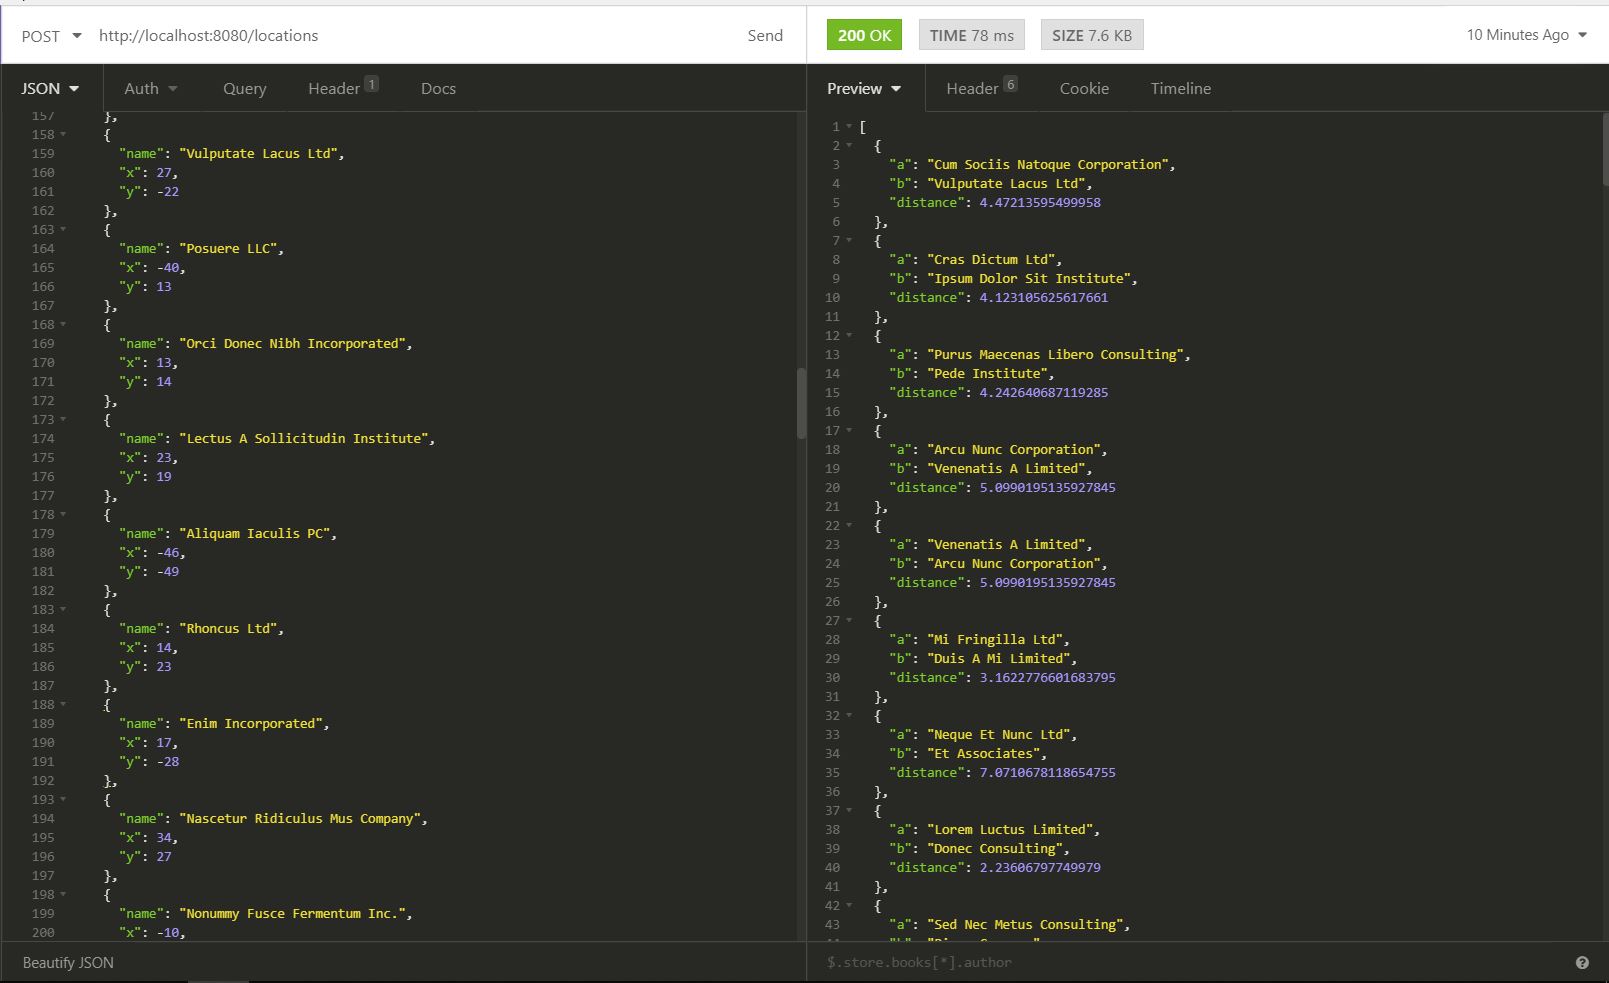 POST http://localhost:8080/locations Send
200 OK TIME 78 ms SIZE 7.6 KB 10 Minutes Ago
JSON Auth Query Header 1 Docs
157 },
158 {
159 "name": "Vulputate Lacus Ltd",
160 "x": 27,
161 "y": -22
162 },
163 {
164 "name": "Posuere LLC",
165 "x": -40,
166 "y": 13
167 },
168 {
169 "name": "Orci Donec Nibh Incorporated",
170 "x": 13,
171 "y": 14
172 },
173 {
174 "name": "Lectus A Sollicitudin Institute",
175 "x": 23,
176 "y": 19
177 },
178 {
179 "name": "Aliquam Iaculis PC",
180 "x": -46,
181 "y": -49
182 },
183 {
184 "name": "Rhoncus Ltd",
185 "x": 14,
186 "y": 23
187 },
188 {
189 "name": "Enim Incorporated",
190 "x": 17,
191 "y": -28
192 },
193 {
194 "name": "Nascetur Ridiculus Mus Company",
195 "x": 34,
196 "y": 27
197 },
198 {
199 "name": "Nonummy Fusce Fermentum Inc.",
200 "x": -10,
Beautify JSON
Preview Header 6 Cookie Timeline
1 [
2 {
3 "a": "Cum Sociis Natoque Corporation",
4 "b": "Vulputate Lacus Ltd",
5 "distance": 4.47213595499958
6 },
7 {
8 "a": "Cras Dictum Ltd",
9 "b": "Ipsum Dolor Sit Institute",
10 "distance": 4.123105625617661
11 },
12 {
13 "a": "Purus Maecenas Libero Consulting",
14 "b": "Pede Institute",
15 "distance": 4.242640687119285
16 },
17 {
18 "a": "Arcu Nunc Corporation",
19 "b": "Venenatis A Limited",
20 "distance": 5.0990195135927845
21 },
22 {
23 "a": "Venenatis A Limited",
24 "b": "Arcu Nunc Corporation",
25 "distance": 5.0990195135927845
26 },
27 {
28 "a": "Mi Fringilla Ltd",
29 "b": "Duis A Mi Limited",
30 "distance": 3.1622776601683795
31 },
32 {
33 "a": "Neque Et Nunc Ltd",
34 "b": "Et Associates",
35 "distance": 7.0710678118654755
36 },
37 {
38 "a": "Lorem Luctus Limited",
39 "b": "Donec Consulting",
40 "distance": 2.23606797749979
41 },
42 {
43 "a": "Sed Nec Metus Consulting",
$.store.books[*].author